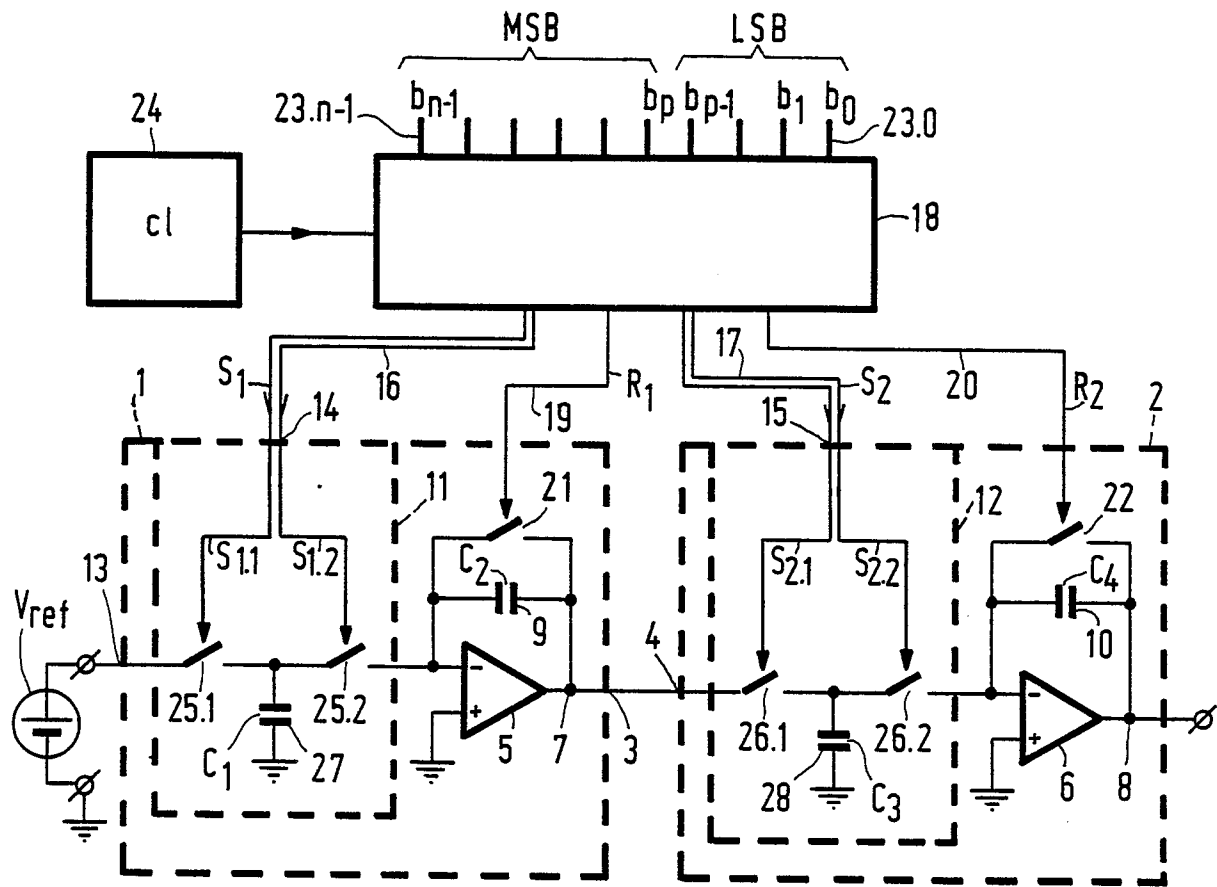 MSB LSB
24 23.n-1 bn-1 bp bp-1 b1 b0 23.0
cl 18
S1 16 R1 17 S2 20 R2
1 14 19 15 2
11 21 12 22
S1.1 S1.2 C2 S2.1 S2.2 C4
13 9 10
Vref 4
25.1 25.2 - - 
C1 27 + 5 7 3 26.1 26.2 + 6 8
28 C3